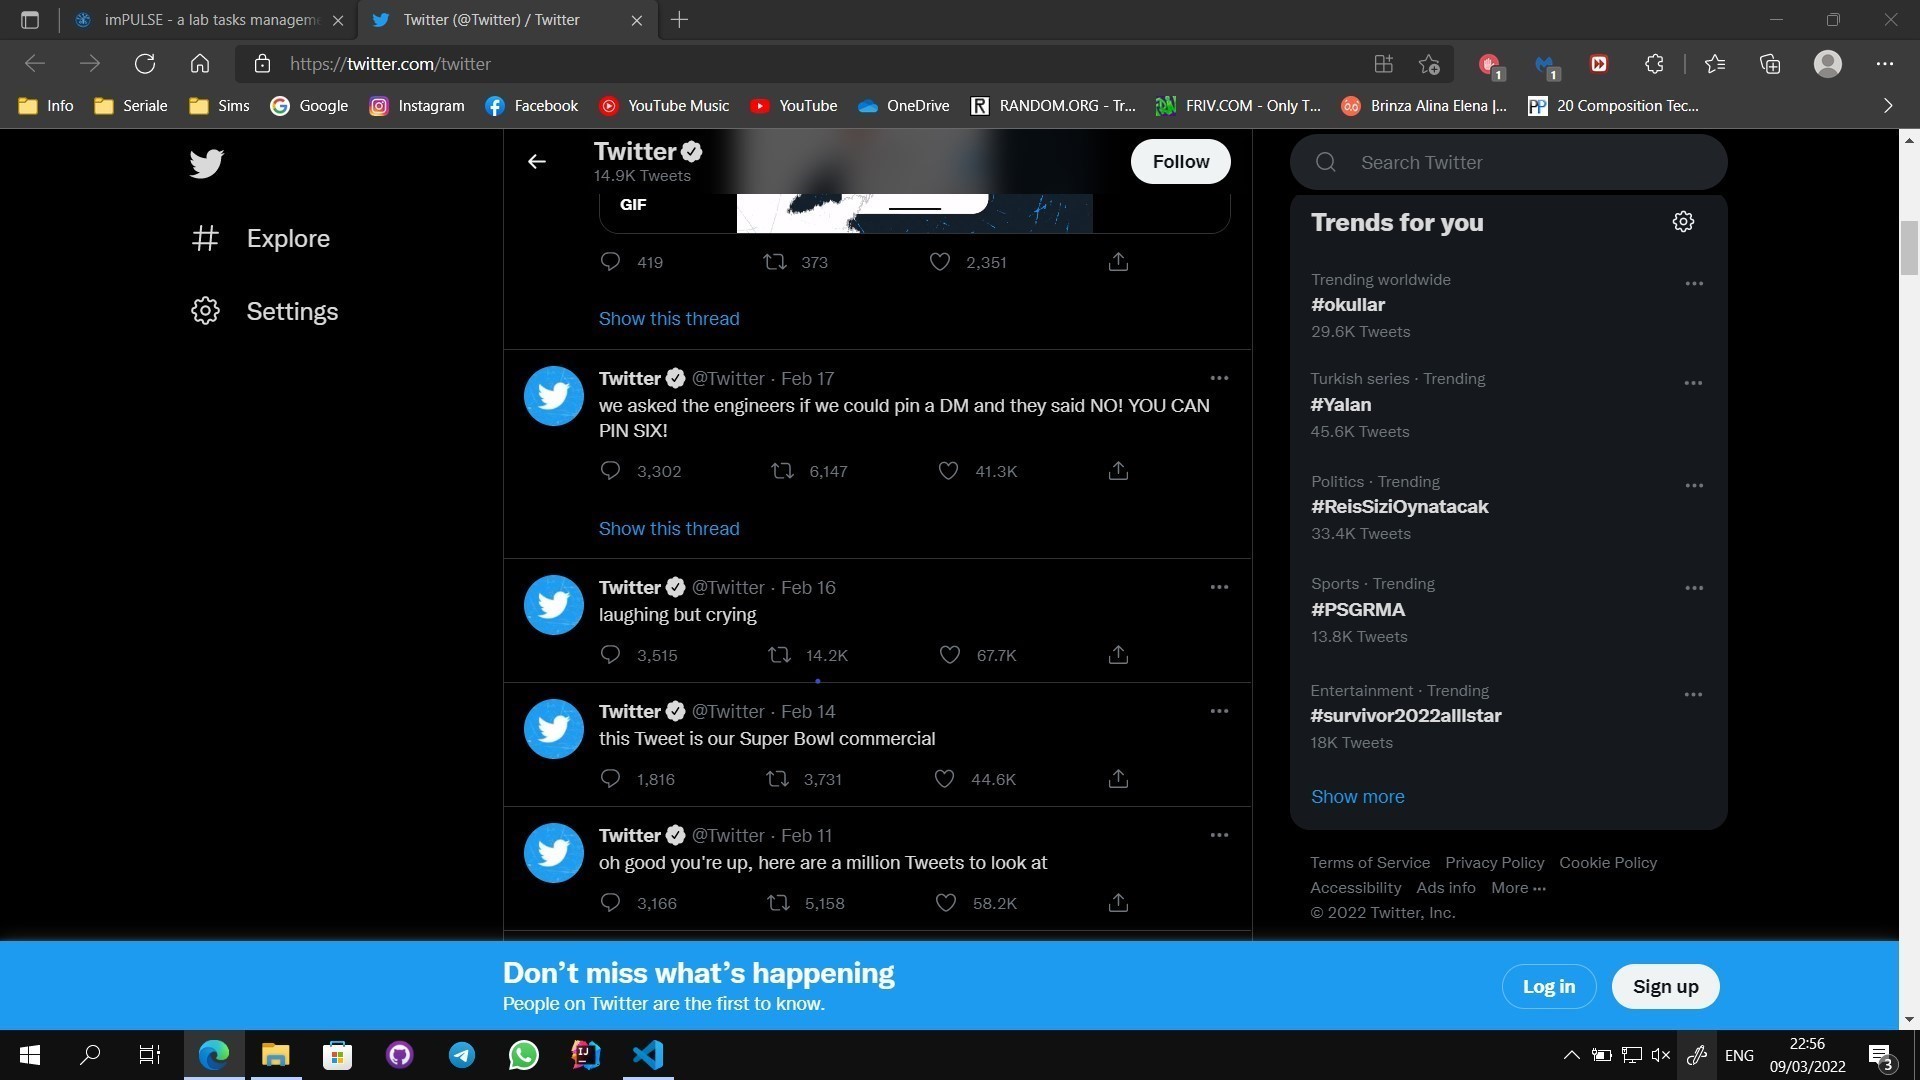 imPULSE - a lab tasks manageme
Twitter (@Twitter) / Twitter
https://twitter.com/twitter
1
1
Info
Seriale
Sims
Google
Instagram
Facebook
YouTube Music
YouTube
OneDrive
RANDOM.ORG - Tr...
FRIV.COM - Only T...
Brinza Alina Elena |...
20 Composition Tec...
Explore
Settings
Twitter
14.9K Tweets
Follow
GIF
419 373 2,351
Show this thread
Twitter @Twitter · Feb 17
we asked the engineers if we could pin a DM and they said NO! YOU CAN
PIN SIX!
3,302 6,147 41.3K
Show this thread
Twitter @Twitter · Feb 16
laughing but crying
3,515 14.2K 67.7K
Twitter @Twitter · Feb 14
this Tweet is our Super Bowl commercial
1,816 3,731 44.6K
Twitter @Twitter · Feb 11
oh good you're up, here are a million Tweets to look at
3,166 5,158 58.2K
Search Twitter
Trends for you
Trending worldwide
#okullar
29.6K Tweets
Turkish series · Trending
#Yalan
45.6K Tweets
Politics · Trending
#ReisSiziOynatacak
33.4K Tweets
Sports · Trending
#PSGRMA
13.8K Tweets
Entertainment · Trending
#survivor2022alllstar
18K Tweets
Show more
Terms of Service Privacy Policy Cookie Policy
Accessibility Ads info More ···
© 2022 Twitter, Inc.
Don't miss what's happening
People on Twitter are the first to know.
Log in
Sign up
ENG
22:56
09/03/2022
3